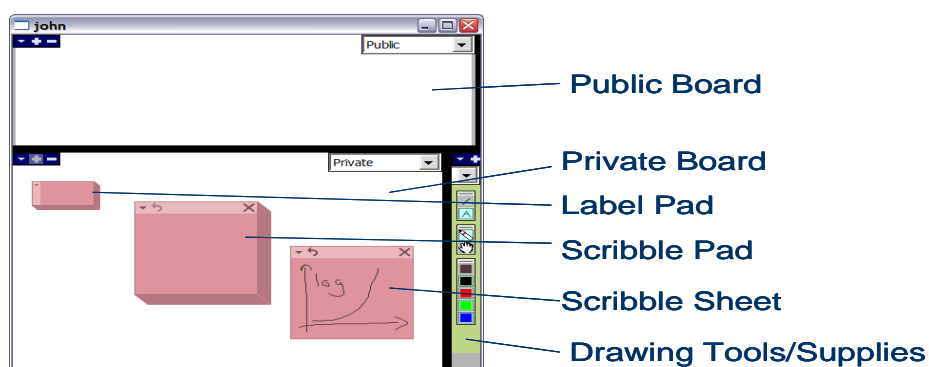 john
Public
Public Board
Private
Private Board
Label Pad
Scribble Pad
log
Scribble Sheet
Drawing Tools/Supplies